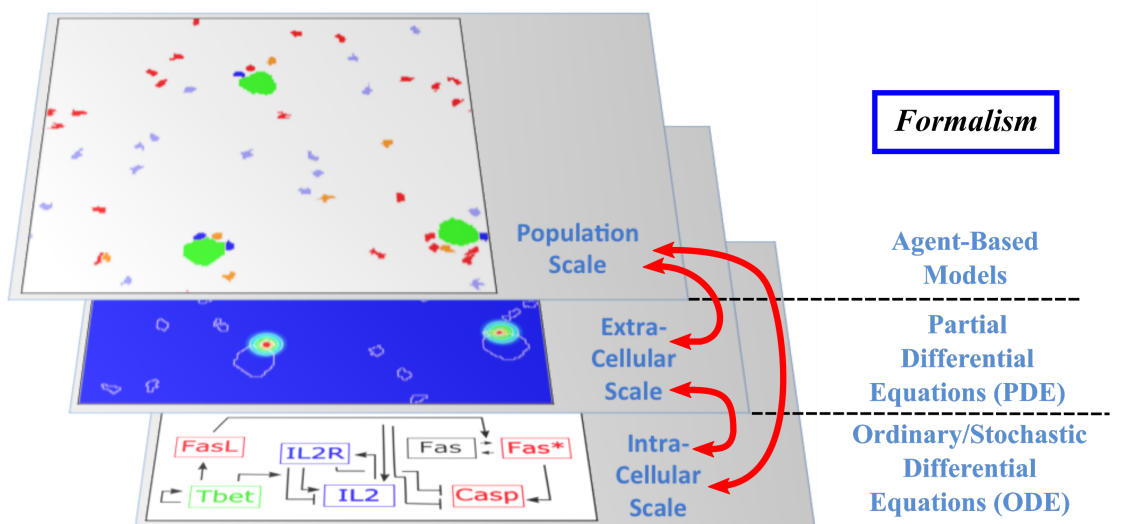 Formalism
Population
Scale
Agent-Based
Models
Extra-
Cellular
Scale
Partial
Differential
Equations (PDE)
FasL
IL2R
Fas
Fas*
Tbet
IL2
Casp
Intra-
Cellular
Scale
Ordinary/Stochastic
Differential
Equations (ODE)